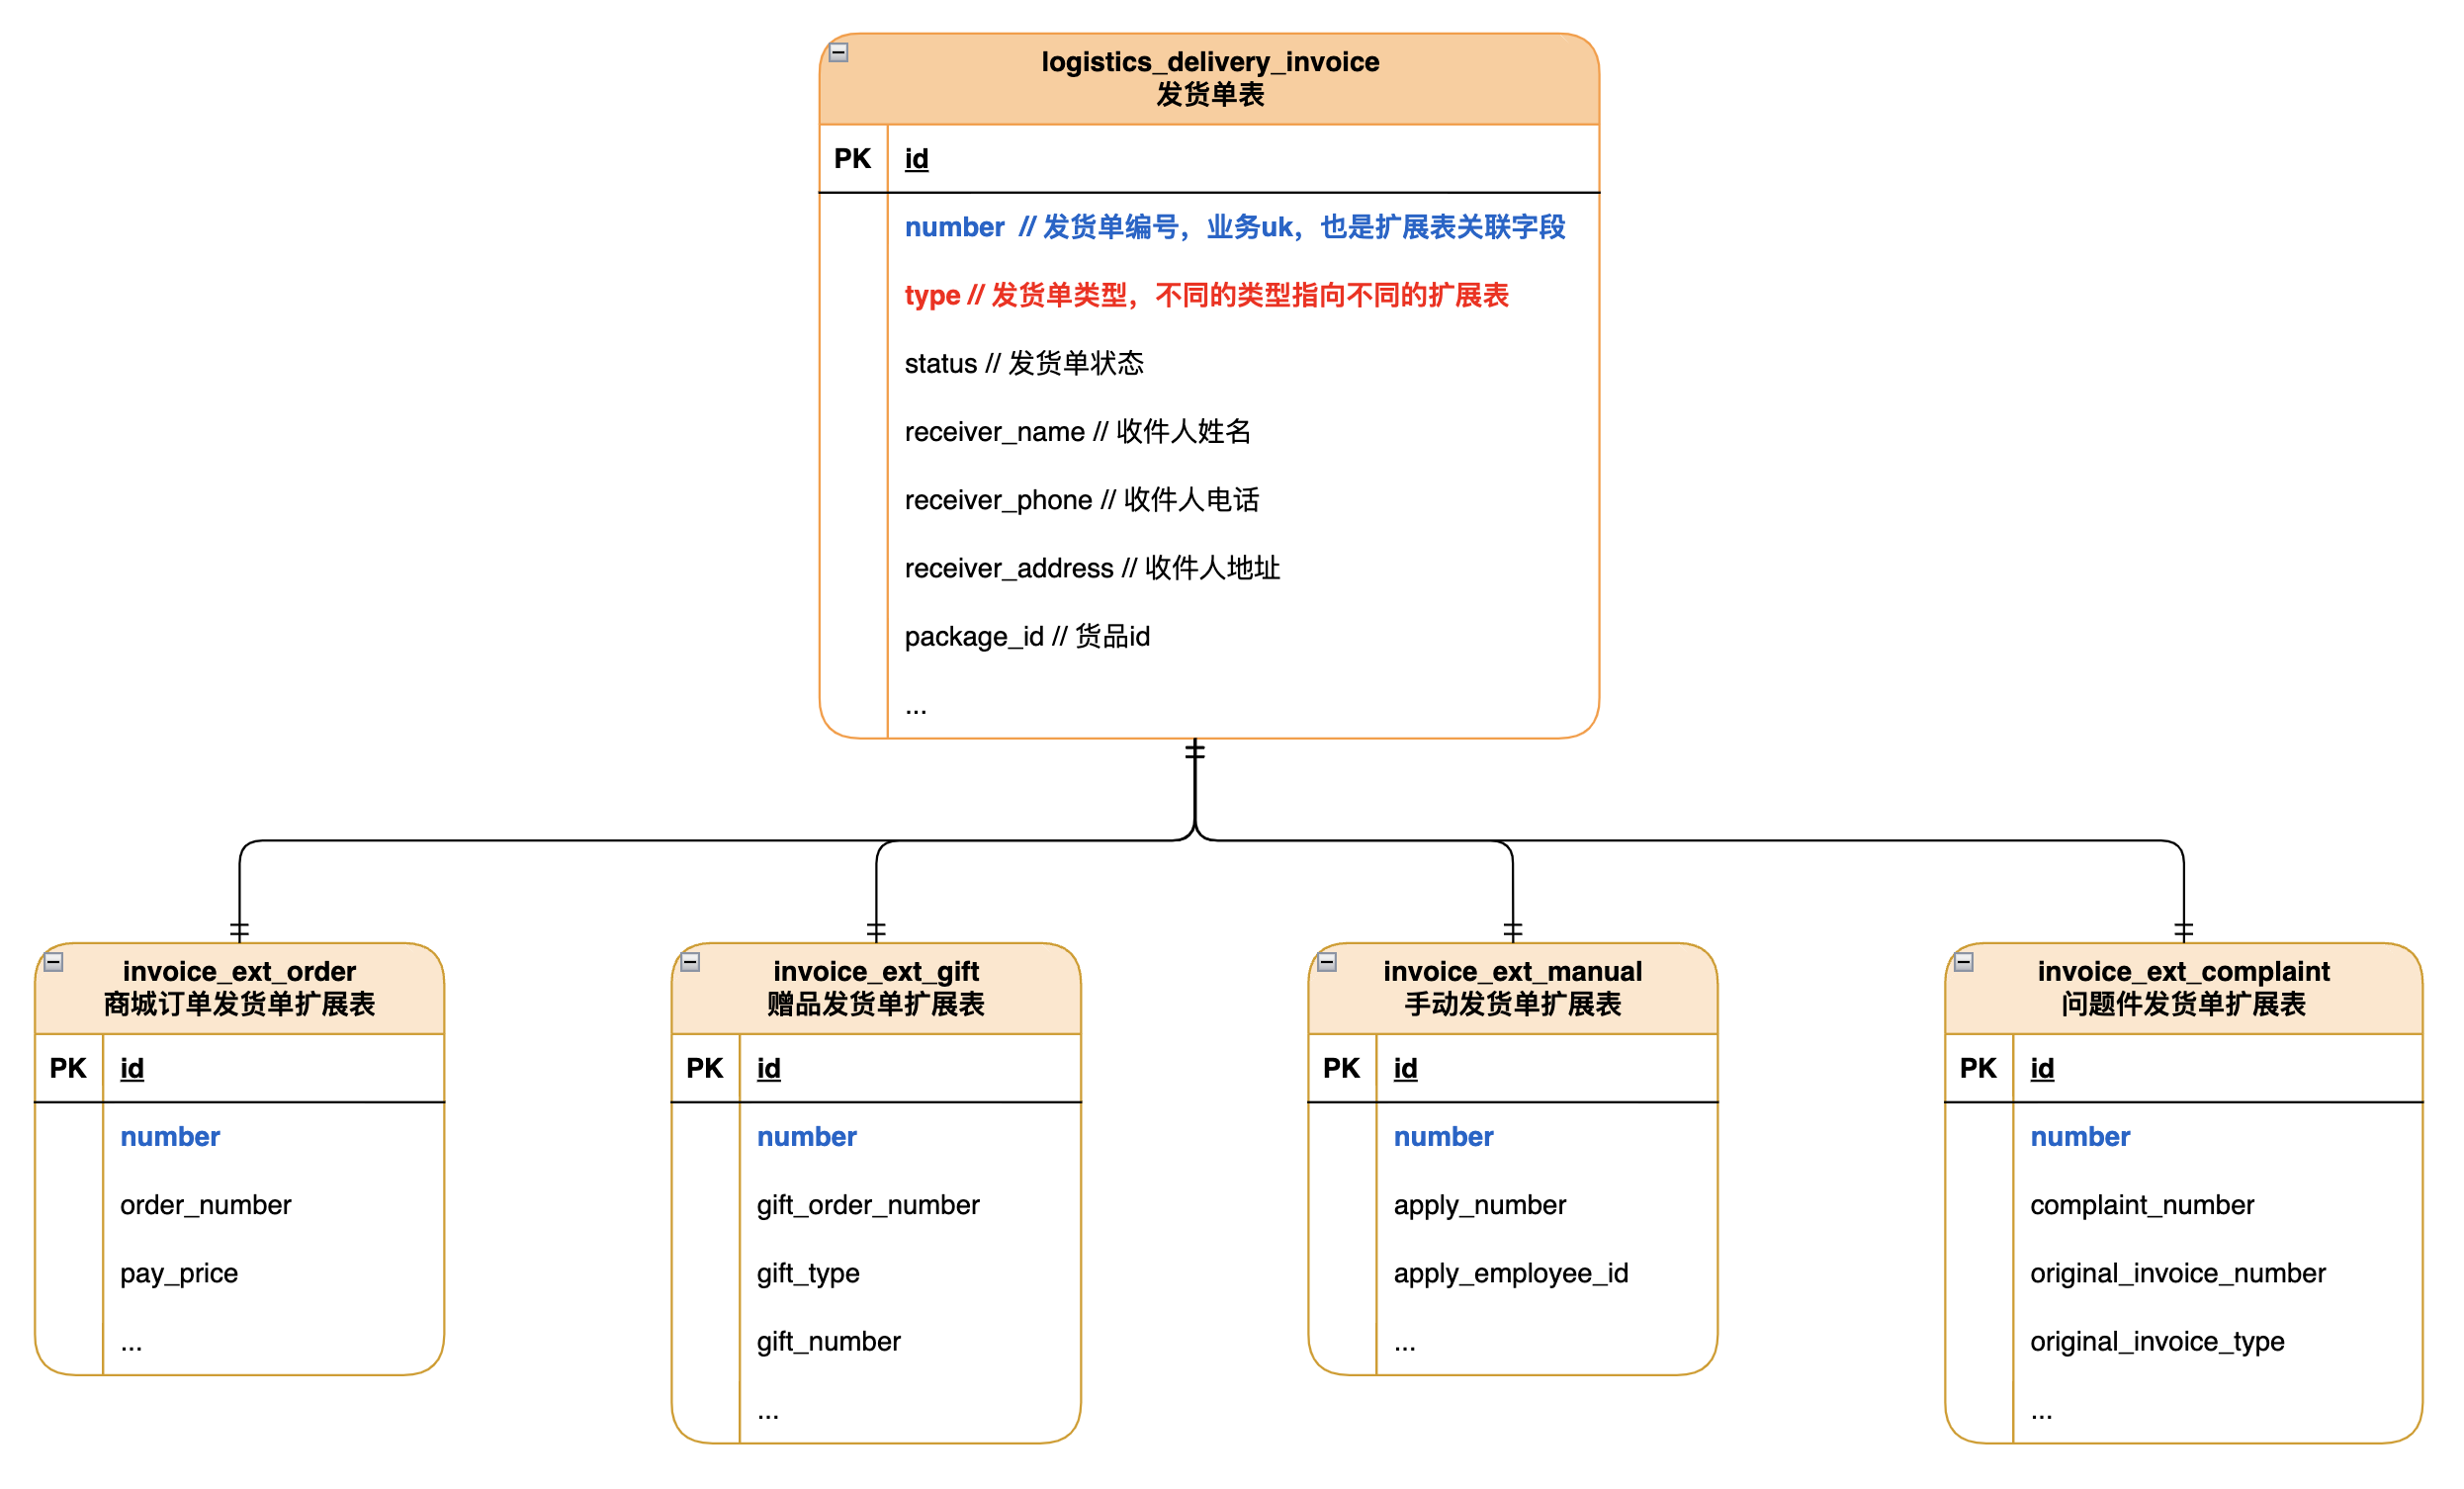 logistics_delivery_invoice
发货单表
PK id
number // 发货单编号，业务uk，也是扩展表关联字段
type // 发货单类型，不同的类型指向不同的扩展表
status // 发货单状态
receiver_name // 收件人姓名
receiver_phone // 收件人电话
receiver_address // 收件人地址
package_id // 货品id
...
invoice_ext_order
商城订单发货单扩展表
PK id
number
order_number
pay_price
...
invoice_ext_gift
赠品发货单扩展表
PK id
number
gift_order_number
gift_type
gift_number
...
invoice_ext_manual
手动发货单扩展表
PK id
number
apply_number
apply_employee_id
...
invoice_ext_complaint
问题件发货单扩展表
PK id
number
complaint_number
original_invoice_number
original_invoice_type
...